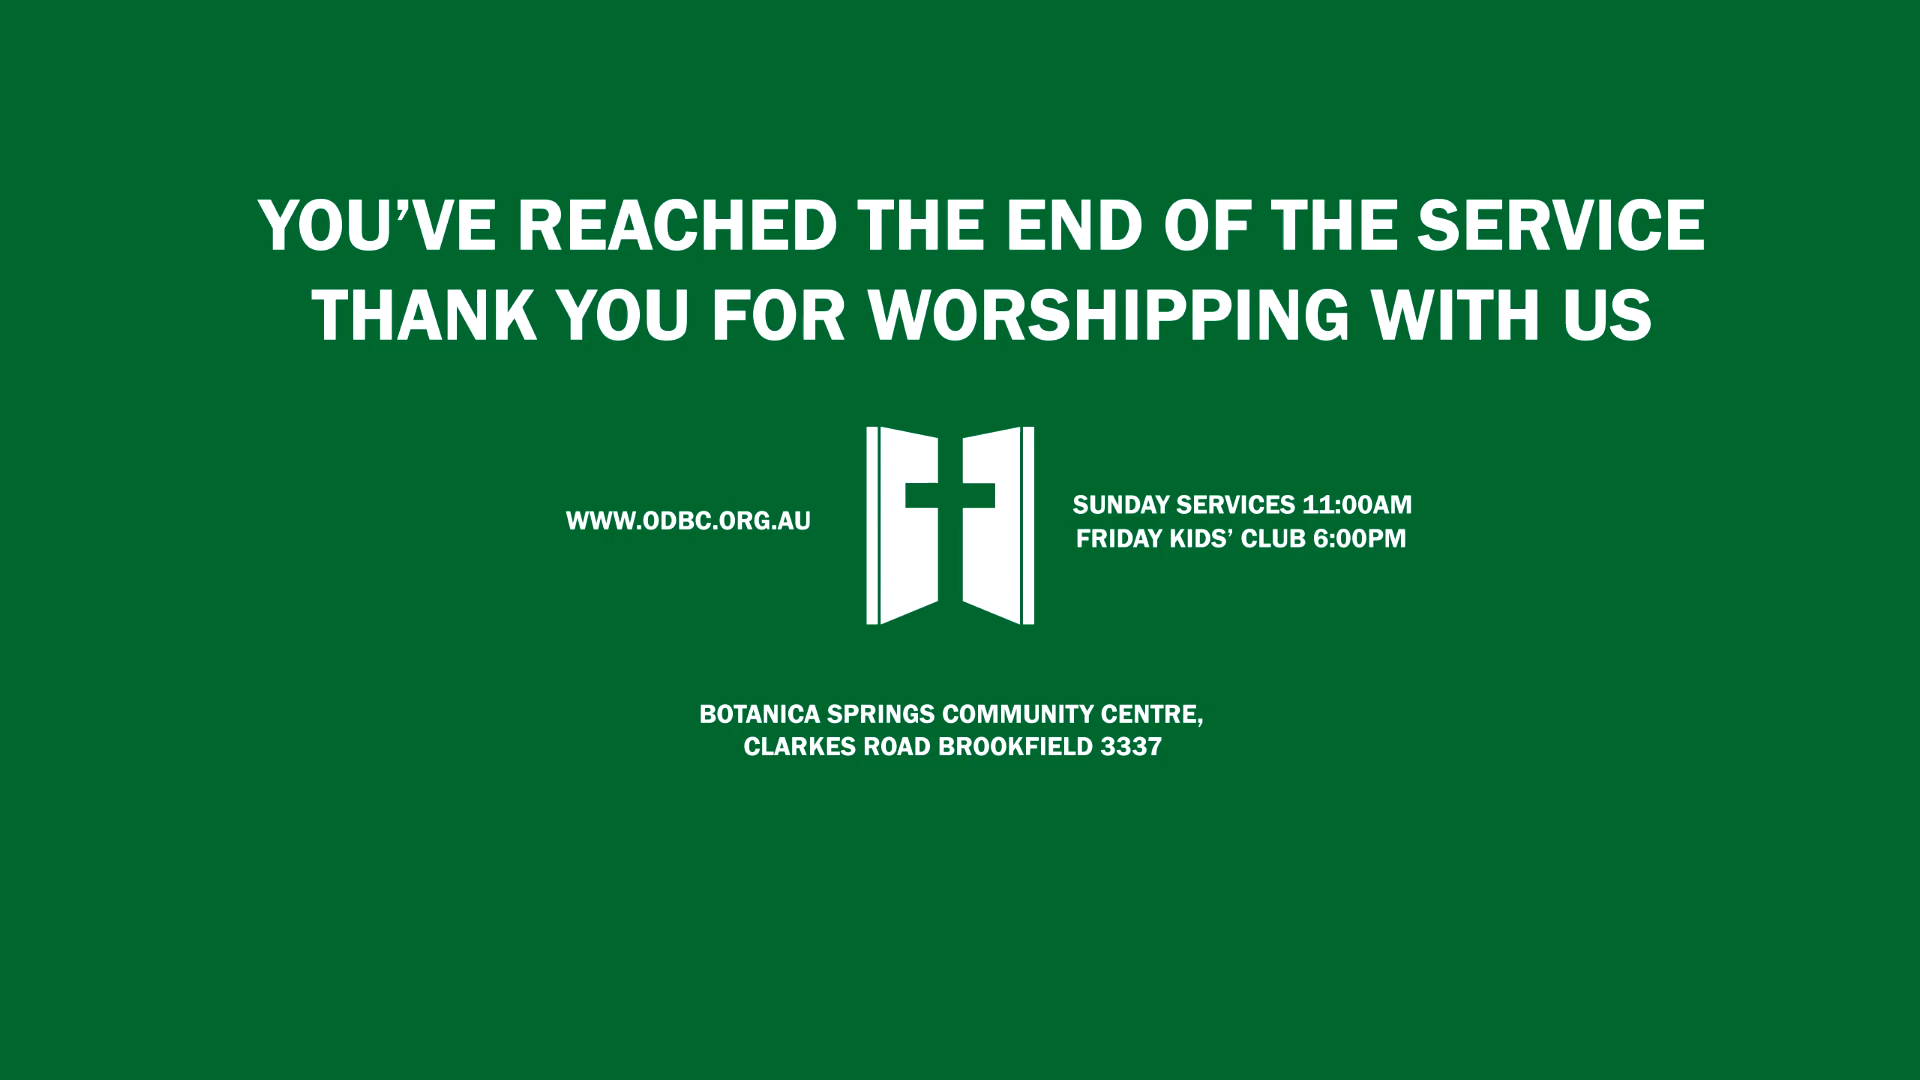 YOU’VE REACHED THE END OF THE SERVICE
THANK YOU FOR WORSHIPPING WITH US
WWW.ODBC.ORG.AU
SUNDAY SERVICES 11:00AM
FRIDAY KIDS’ CLUB 6:00PM
BOTANICA SPRINGS COMMUNITY CENTRE,
CLARKES ROAD BROOKFIELD 3337